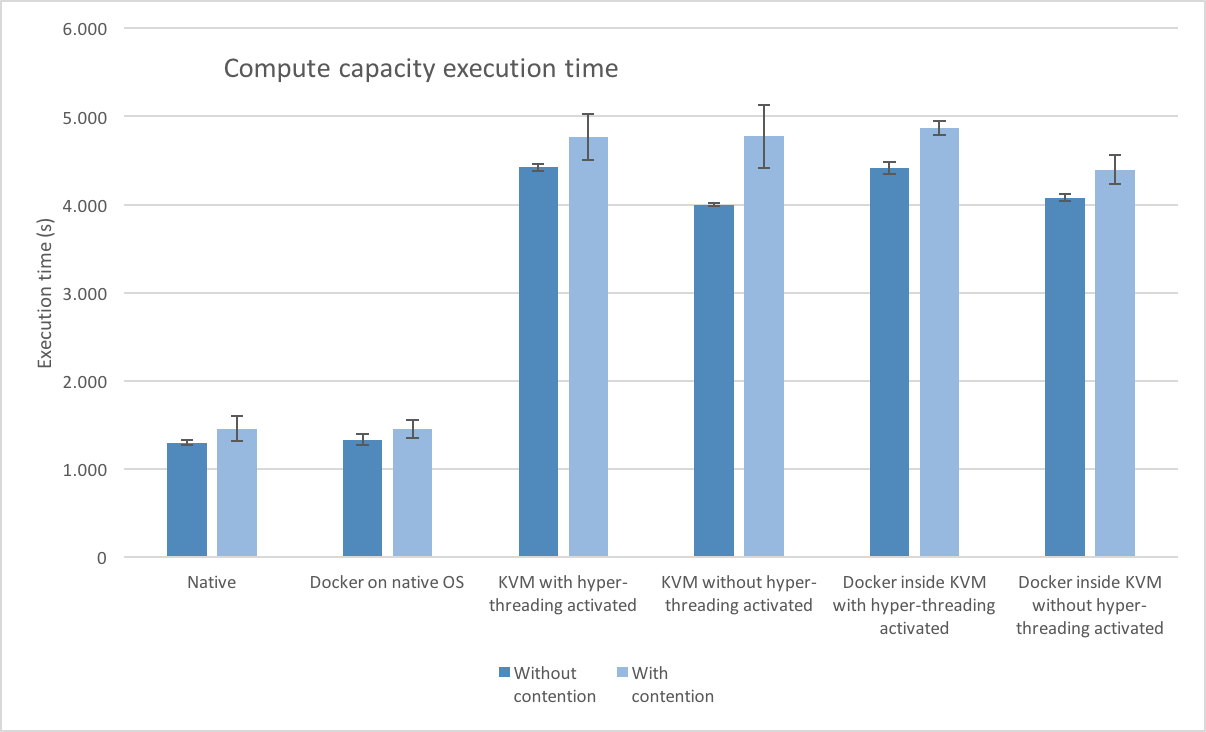 Compute capacity execution time
Execution time (s)
6.000
5.000
4.000
3.000
2.000
1.000
0
Native
Docker on native OS
KVM with hyper-
threading activated
KVM without hyper-
threading activated
Docker inside KVM
with hyper-threading
activated
Docker inside KVM
without hyper-
threading activated
Without
contention
With
contention